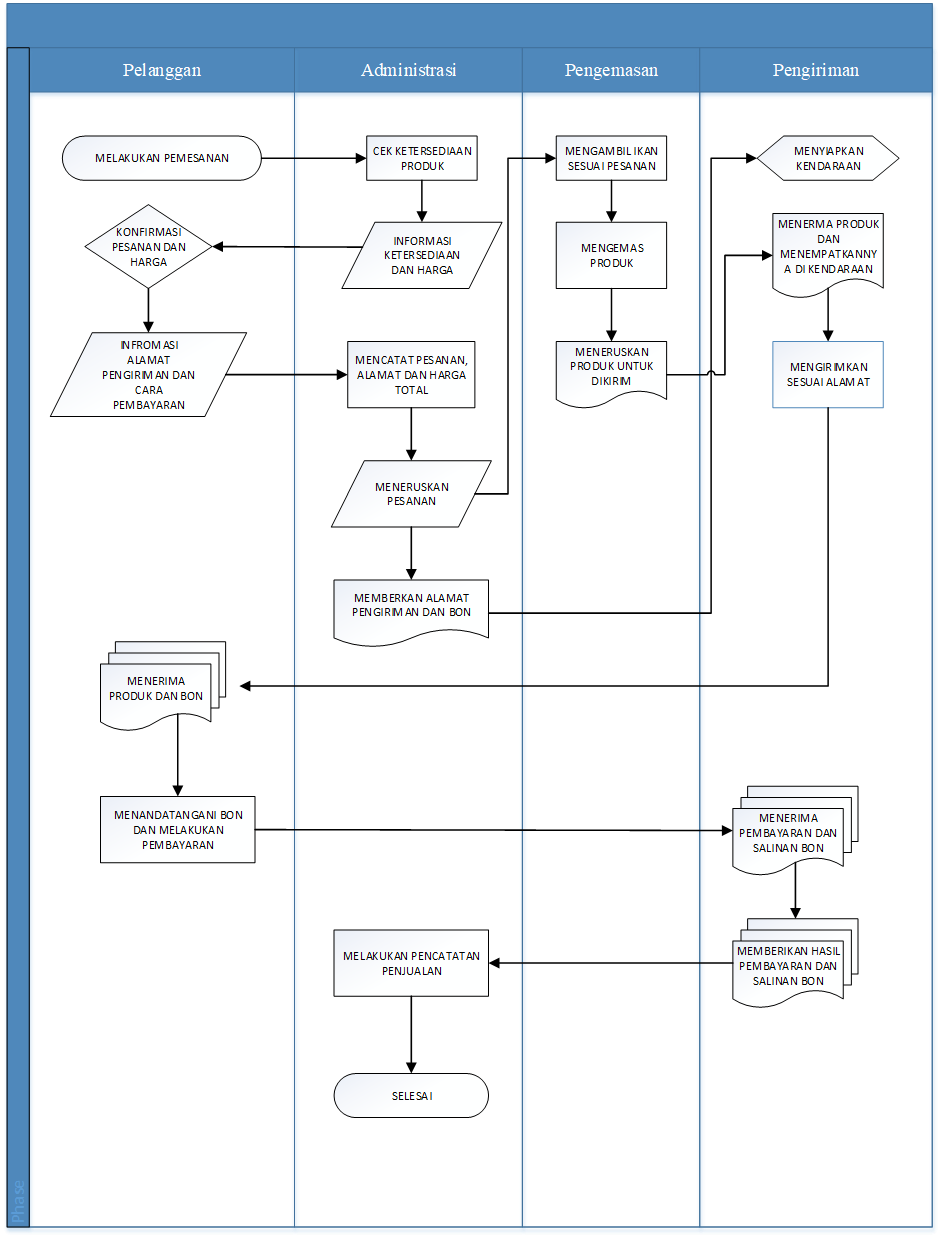 Pelanggan
Administrasi
Pengemasan
Pengiriman
MELAKUKAN PEMESANAN
CEK KETERSEDIAAN
PRODUK
MENGAMBILIKAN
SESUAI PESANAN
MENYIAPKAN
KENDARAAN
KONFIRMASI
PESANAN DAN
HARGA
INFORMASI
KETERSEDIAAN
DAN HARGA
MENGEMAS
PRODUK
MENERMA PRODUK
DAN
MENEMPATKANNY
A DI KENDARAAN
INFROMASI
ALAMAT
PENGIRIMAN DAN
CARA
PEMBAYARAN
MENCATAT PESANAN,
ALAMAT DAN HARGA
TOTAL
MENERUSKAN
PRODUK UNTUK
DIKIRIM
MENGIRIMKAN
SESUAI ALAMAT
MENERUSKAN
PESANAN
MEMBERKAN ALAMAT
PENGIRIMAN DAN BON
MENERIMA
PRODUK DAN BON
MENANDATANGANI BON
DAN MELAKUKAN
PEMBAYARAN
MENERIMA
PEMBAYARAN DAN
SALINAN BON
MELAKUKAN PENCATATAN
PENJUALAN
MEMBERIKAN HASIL
PEMBAYARAN DAN
SALINAN BON
SELESAI
Phase